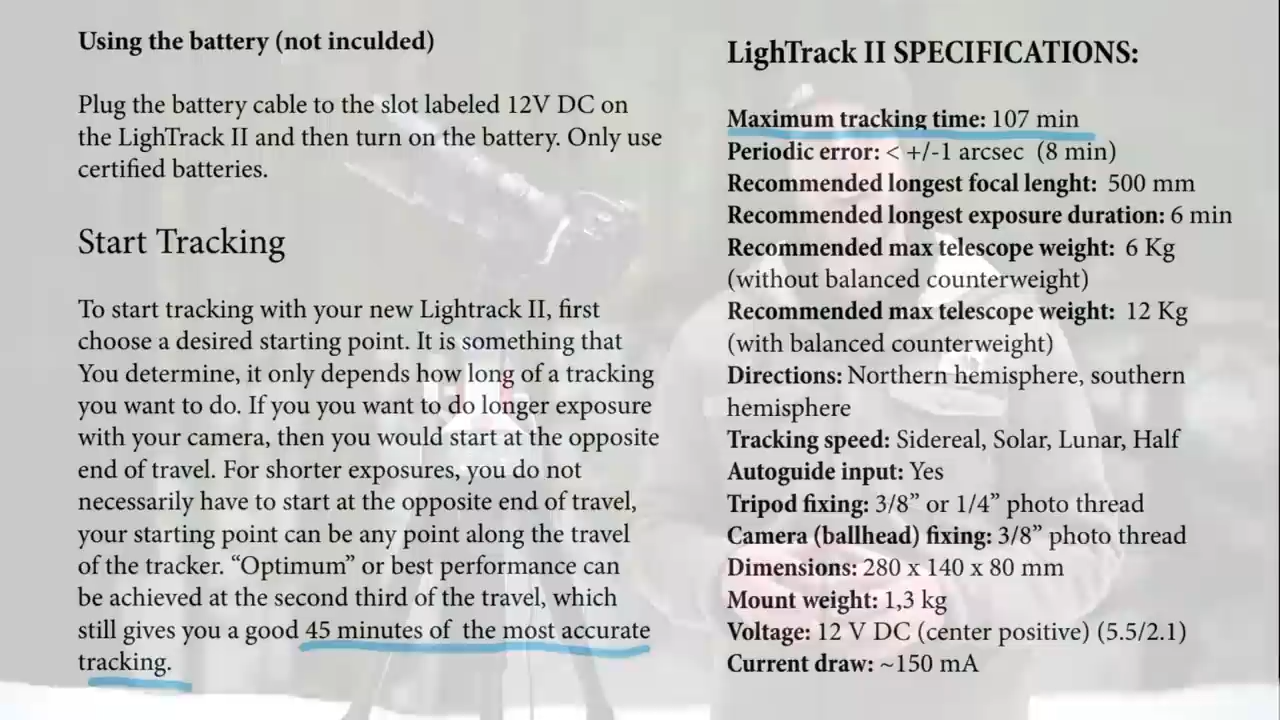 Using the battery (not inculded)
Plug the battery cable to the slot labeled 12V DC on
the LighTrack II and then turn on the battery. Only use
certified batteries.
Start Tracking
To start tracking with your new Lightrack II, first
choose a desired starting point. It is something that
You determine, it only depends how long of a tracking
you want to do. If you you want to do longer exposure
with your camera, then you would start at the opposite
end of travel. For shorter exposures, you do not
necessarily have to start at the opposite end of travel,
your starting point can be any point along the travel
of the tracker. “Optimum” or best performance can
be achieved at the second third of the travel, which
still gives you a good 45 minutes of the most accurate
tracking.
LighTrack II SPECIFICATIONS:
Maximum tracking time: 107 min
Periodic error: < +/-1 arcsec (8 min)
Recommended longest focal lenght: 500 mm
Recommended longest exposure duration: 6 min
Recommended max telescope weight: 6 Kg
(without balanced counterweight)
Recommended max telescope weight: 12 Kg
(with balanced counterweight)
Directions: Northern hemisphere, southern
hemisphere
Tracking speed: Sidereal, Solar, Lunar, Half
Autoguide input: Yes
Tripod fixing: 3/8” or 1/4” photo thread
Camera (ballhead) fixing: 3/8” photo thread
Dimensions: 280 x 140 x 80 mm
Mount weight: 1,3 kg
Voltage: 12 V DC (center positive) (5.5/2.1)
Current draw: ~150 mA